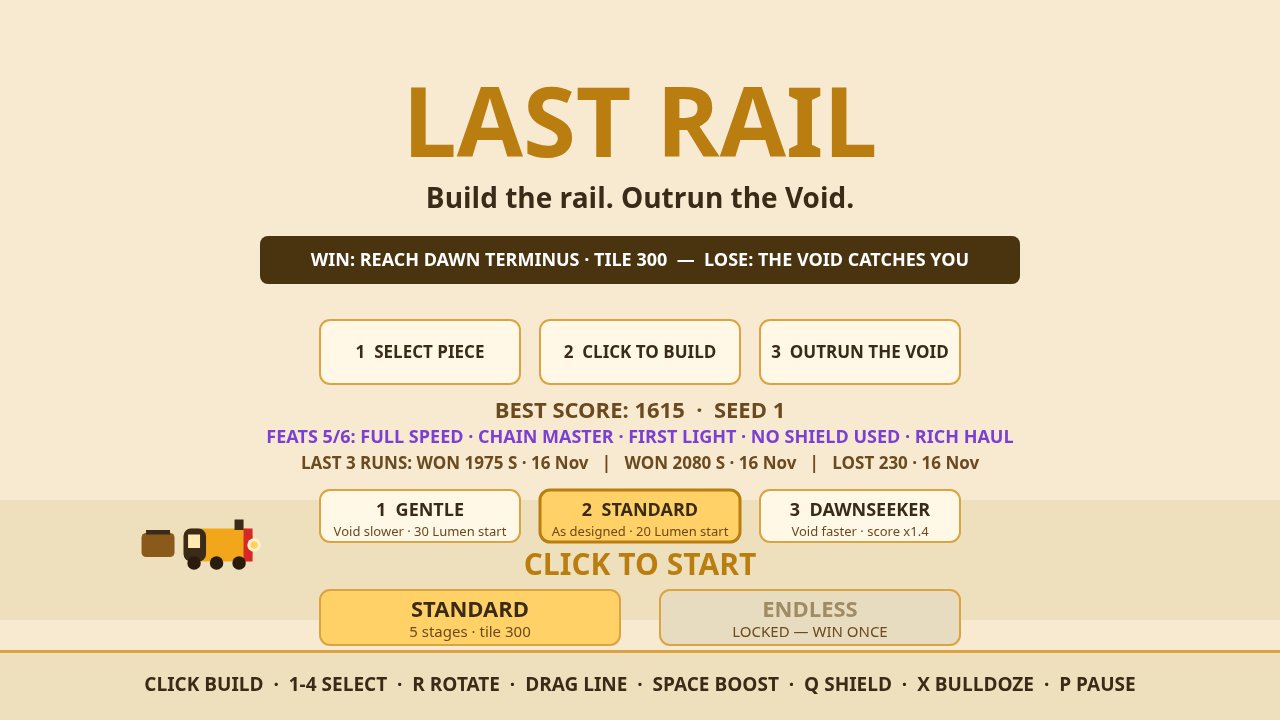 LAST RAIL
Build the rail. Outrun the Void.
WIN: REACH DAWN TERMINUS · TILE 300 — LOSE: THE VOID CATCHES YOU
1 SELECT PIECE
2 CLICK TO BUILD
3 OUTRUN THE VOID
BEST SCORE: 1615 · SEED 1
FEATS 5/6: FULL SPEED · CHAIN MASTER · FIRST LIGHT · NO SHIELD USED · RICH HAUL
LAST 3 RUNS: WON 1975 S · 16 Nov | WON 2080 S · 16 Nov | LOST 230 · 16 Nov
1 GENTLE
Void slower · 30 Lumen start
2 STANDARD
As designed · 20 Lumen start
3 DAWNSEEKER
Void faster · score x1.4
CLICK TO START
STANDARD
5 stages · tile 300
ENDLESS
LOCKED — WIN ONCE
CLICK BUILD · 1-4 SELECT · R ROTATE · DRAG LINE · SPACE BOOST · Q SHIELD · X BULLDOZE · P PAUSE